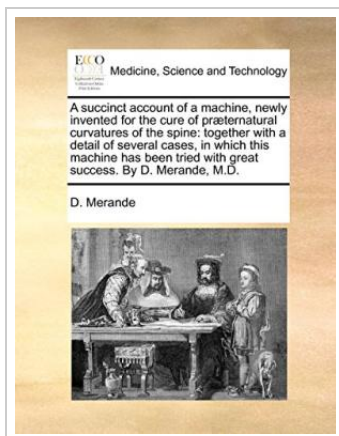 ECCO
Medicine, Science and Technology
A succinct account of a machine, newly
invented for the cure of præternatural
curvatures of the spine: together with a
detail of several cases, in which this
machine has been tried with great
success. By D. Merande, M.D.
D. Merande